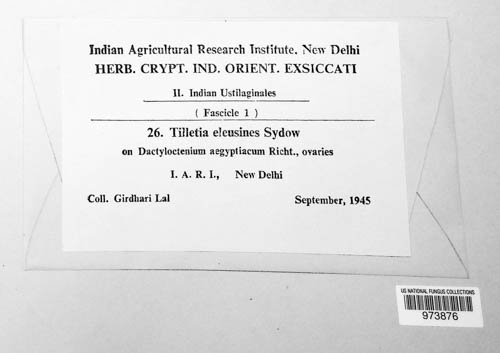 Indian Agricultural Research Institute, New Delhi
HERB. CRYPT. IND. ORIENT. EXSICCATI
II. Indian Ustilaginales
( Fascicle 1 )
26. Tilletia eleusines Sydow
on Dactyloctenium aegyptiacum Richt., ovaries
I. A. R. I., New Delhi
Coll. Girdhari Lal September, 1945
US NATIONAL FUNGUS COLLECTIONS
973876